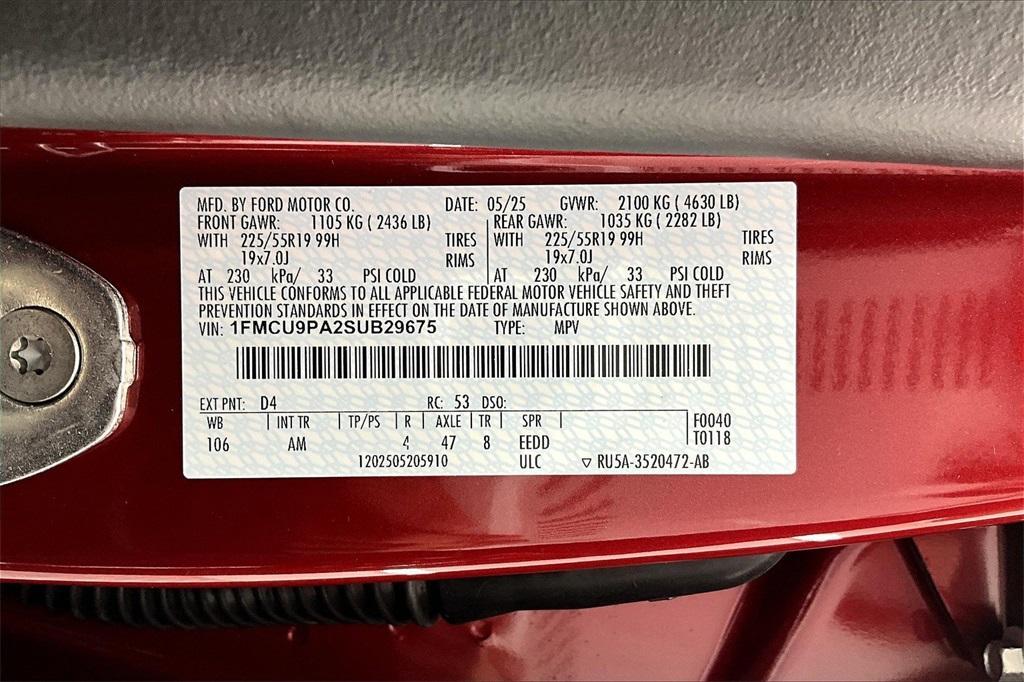 MFD. BY FORD MOTOR CO. DATE: 05/25 GVWR: 2100 KG ( 4630 LB)
FRONT GAWR: 1105 KG ( 2436 LB) REAR GAWR: 1035 KG ( 2282 LB)
WITH 225/55R19 99H TIRES WITH 225/55R19 99H TIRES
19x7.0J RIMS 19x7.0J RIMS
AT 230 kPa/ 33 PSI COLD AT 230 kPa/ 33 PSI COLD
THIS VEHICLE CONFORMS TO ALL APPLICABLE FEDERAL MOTOR VEHICLE SAFETY AND THEFT
PREVENTION STANDARDS IN EFFECT ON THE DATE OF MANUFACTURE SHOWN ABOVE.
VIN: 1FMCU9PA2SUB29675 TYPE: MPV
EXT PNT: D4 RC: 53 DSO:
WB INT TR TP/PS R AXLE TR SPR F0040
106 AM 4 47 8 EEDD T0118
1202505205910 ULC RU5A-3520472-AB